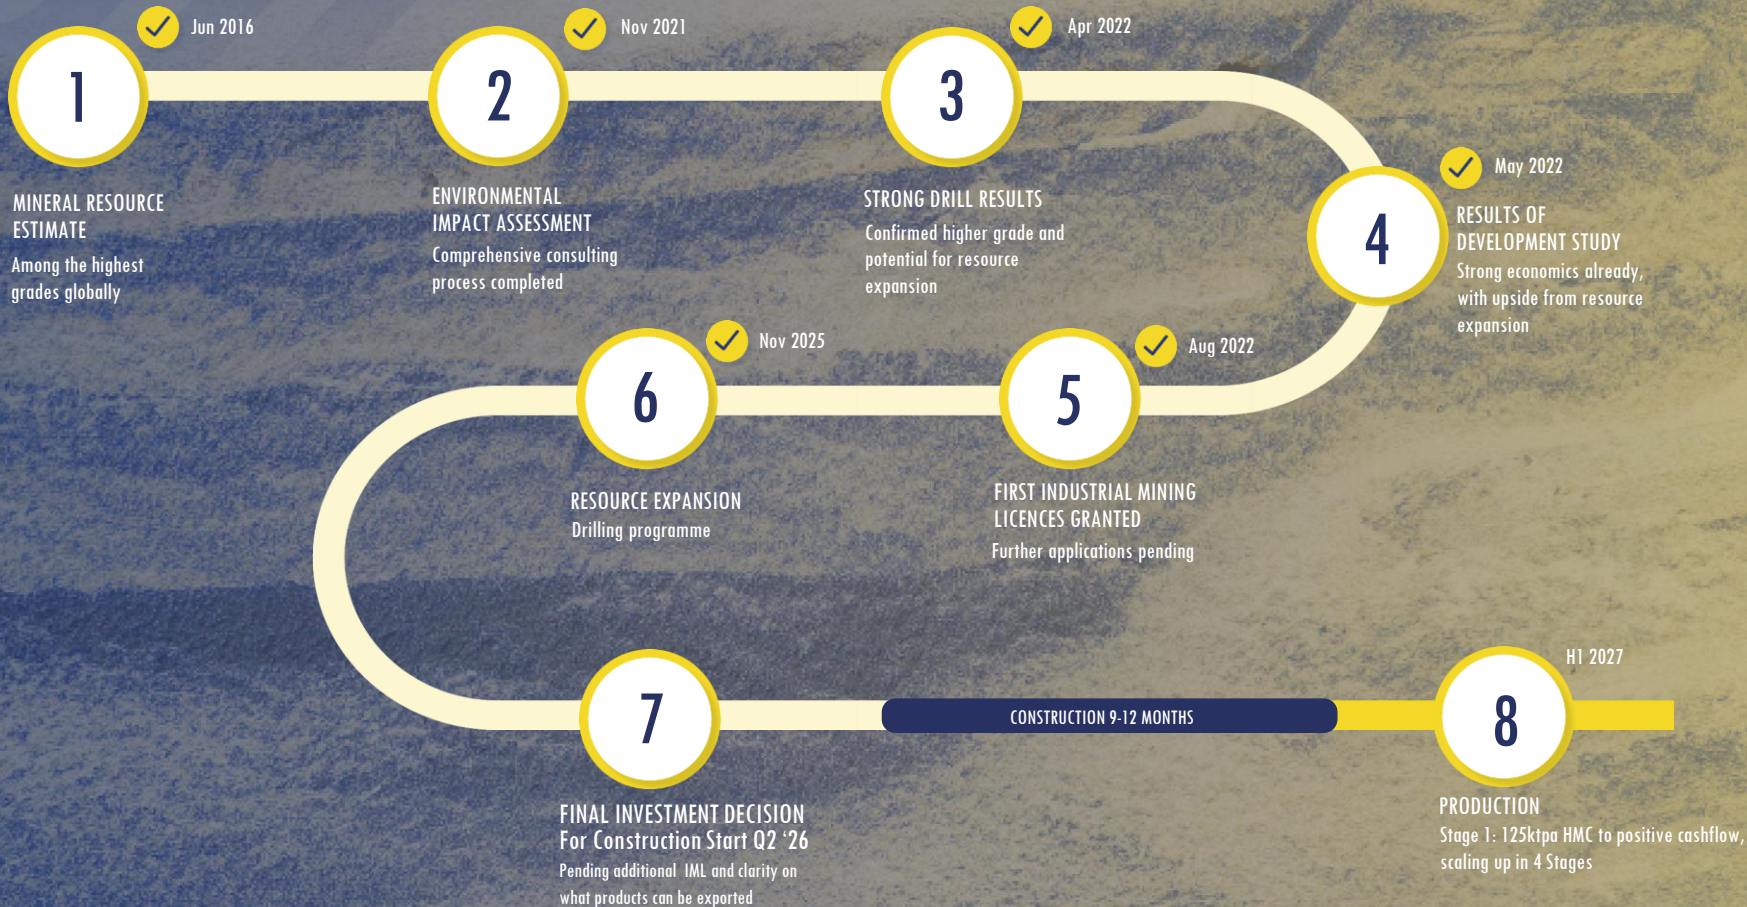 1
Jun 2016
MINERAL RESOURCE
ESTIMATE
Among the highest
grades globally
2
Nov 2021
ENVIRONMENTAL
IMPACT ASSESSMENT
Comprehensive consulting
process completed
3
Apr 2022
STRONG DRILL RESULTS
Confirmed higher grade and
potential for resource
expansion
4
May 2022
RESULTS OF
DEVELOPMENT STUDY
Strong economics already,
with upside from resource
expansion
5
Aug 2022
FIRST INDUSTRIAL MINING
LICENCES GRANTED
Further applications pending
6
Nov 2025
RESOURCE EXPANSION
Drilling programme
7
FINAL INVESTMENT DECISION
For Construction Start Q2 ‘26
Pending additional IML and clarity on
what products can be exported
CONSTRUCTION 9-12 MONTHS
8
H1 2027
PRODUCTION
Stage 1: 125ktpa HMC to positive cashflow,
scaling up in 4 Stages